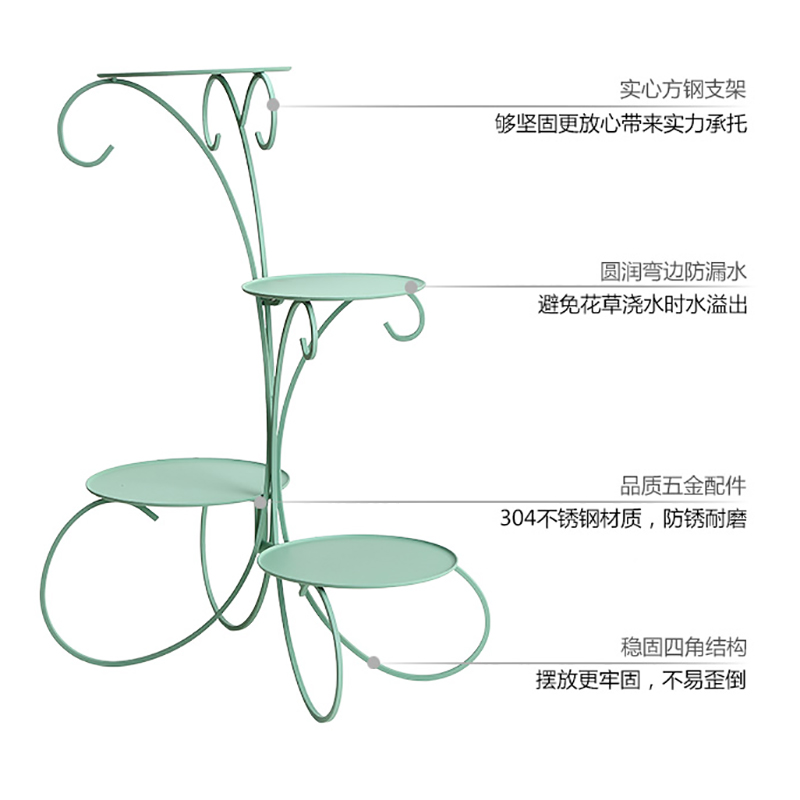 实心方钢支架
够坚固更放心带来实力承托
圆润弯边防漏水
避免花草浇水时水溢出
品质五金配件
304不锈钢材质，防锈耐磨
稳固四角结构
摆放更牢固，不易歪倒